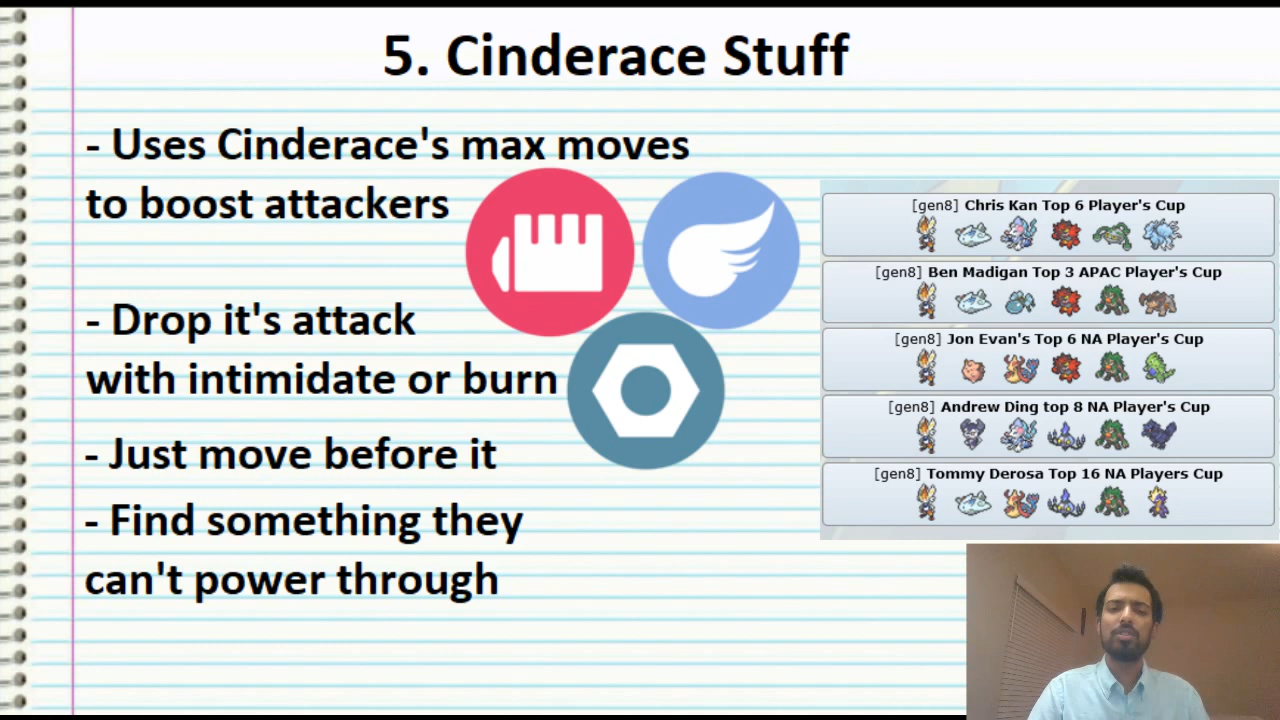 5. Cinderace Stuff
- Uses Cinderace's max moves
to boost attackers
- Drop it's attack
with intimidate or burn
- Just move before it
- Find something they
can't power through
[gen8] Chris Kan Top 6 Player's Cup
[gen8] Ben Madigan Top 3 APAC Player's Cup
[gen8] Jon Evan's Top 6 NA Player's Cup
[gen8] Andrew Ding top 8 NA Player's Cup
[gen8] Tommy Derosa Top 16 NA Players Cup